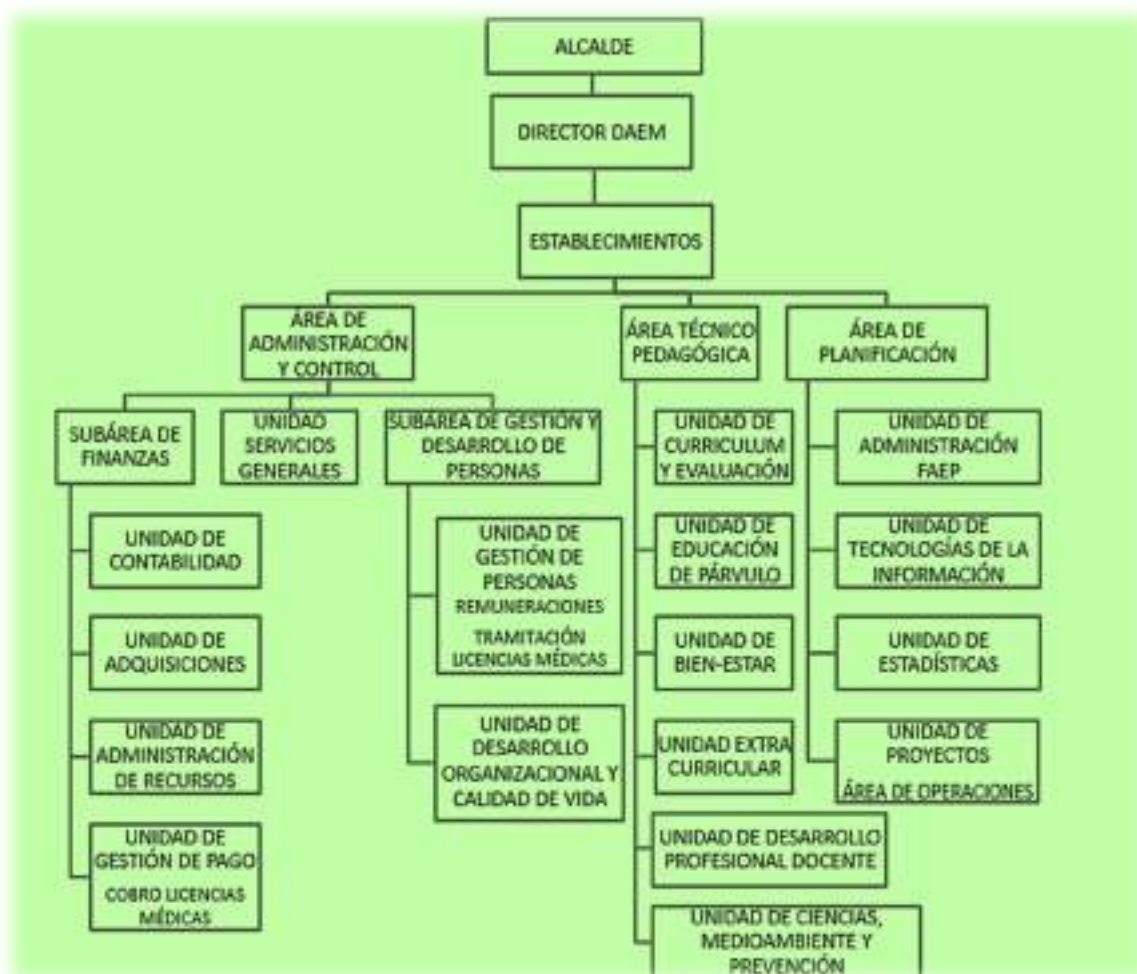 ALCALDE
DIRECTOR DAEM
ESTABLECIMIENTOS
ÁREA DE
ADMINISTRACIÓN
Y CONTROL
ÁREA TÉCNICO
PEDAGÓGICA
ÁREA DE
PLANIFICACIÓN
SUBÁREA DE
FINANZAS
UNIDAD
SERVICIOS
GENERALES
SUBÁREA DE GESTIÓN Y
DESARROLLO DE
PERSONAS
UNIDAD DE
CONTABILIDAD
UNIDAD DE
ADQUISICIONES
UNIDAD DE
ADMINISTRACIÓN
DE RECURSOS
UNIDAD DE
GESTIÓN DE PAGO
COBRO LICENCIAS
MÉDICAS
UNIDAD DE
GESTIÓN DE
PERSONAS
REMUNERACIONES
TRAMITACIÓN
LICENCIAS MÉDICAS
UNIDAD DE
DESARROLLO
ORGANIZACIONAL Y
CALIDAD DE VIDA
UNIDAD DE
CURRICULUM
Y EVALUACIÓN
UNIDAD DE
EDUCACIÓN
DE PÁRVULO
UNIDAD DE
BIEN-ESTAR
UNIDAD EXTRA
CURRICULAR
UNIDAD DE DESARROLLO
PROFESIONAL DOCENTE
UNIDAD DE CIENCIAS,
MEDIOAMBIENTE Y
PREVENCIÓN
UNIDAD DE
ADMINISTRACIÓN
FAEP
UNIDAD DE
TECNOLOGÍAS DE LA
INFORMACIÓN
UNIDAD DE
ESTADÍSTICAS
UNIDAD DE
PROYECTOS
ÁREA DE OPERACIONES